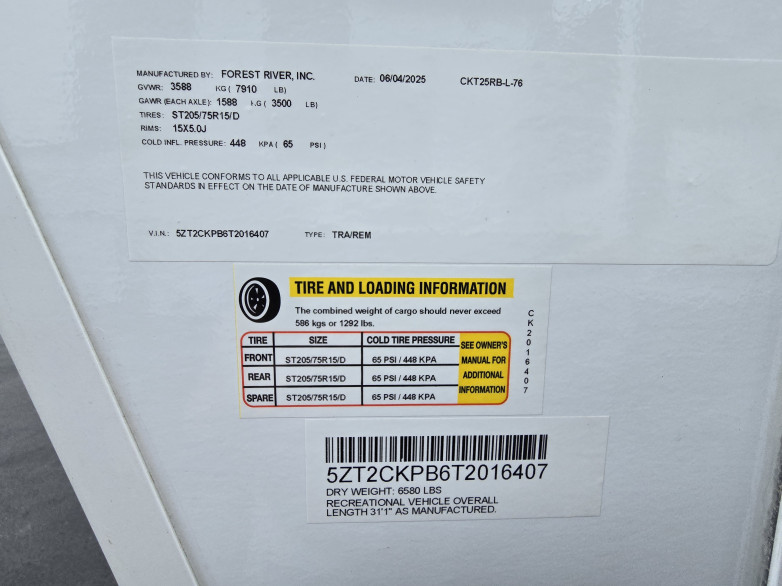 MANUFACTURED BY: FOREST RIVER, INC. DATE: 06/04/2025 CKT25RB-L-76
GVWR: 3588 KG ( 7910 LB)
GAWR (EACH AXLE): 1588 KG ( 3500 LB)
TIRES: ST205/75R15/D
RIMS: 15X5.0J
COLD INFL. PRESSURE: 448 KPA ( 65 PSI )
THIS VEHICLE CONFORMS TO ALL APPLICABLE U.S. FEDERAL MOTOR VEHICLE SAFETY
STANDARDS IN EFFECT ON THE DATE OF MANUFACTURE SHOWN ABOVE.
V.I.N.: 5ZT2CKPB6T2016407 TYPE: TRA/REM
TIRE AND LOADING INFORMATION
The combined weight of cargo should never exceed
586 kgs or 1292 lbs.
TIRE SIZE COLD TIRE PRESSURE
FRONT ST205/75R15/D 65 PSI / 448 KPA
REAR ST205/75R15/D 65 PSI / 448 KPA
SPARE ST205/75R15/D 65 PSI / 448 KPA
SEE OWNER'S
MANUAL FOR
ADDITIONAL
INFORMATION
CK2016407
5ZT2CKPB6T2016407
DRY WEIGHT: 6580 LBS
RECREATIONAL VEHICLE OVERALL
LENGTH 31'1" AS MANUFACTURED.